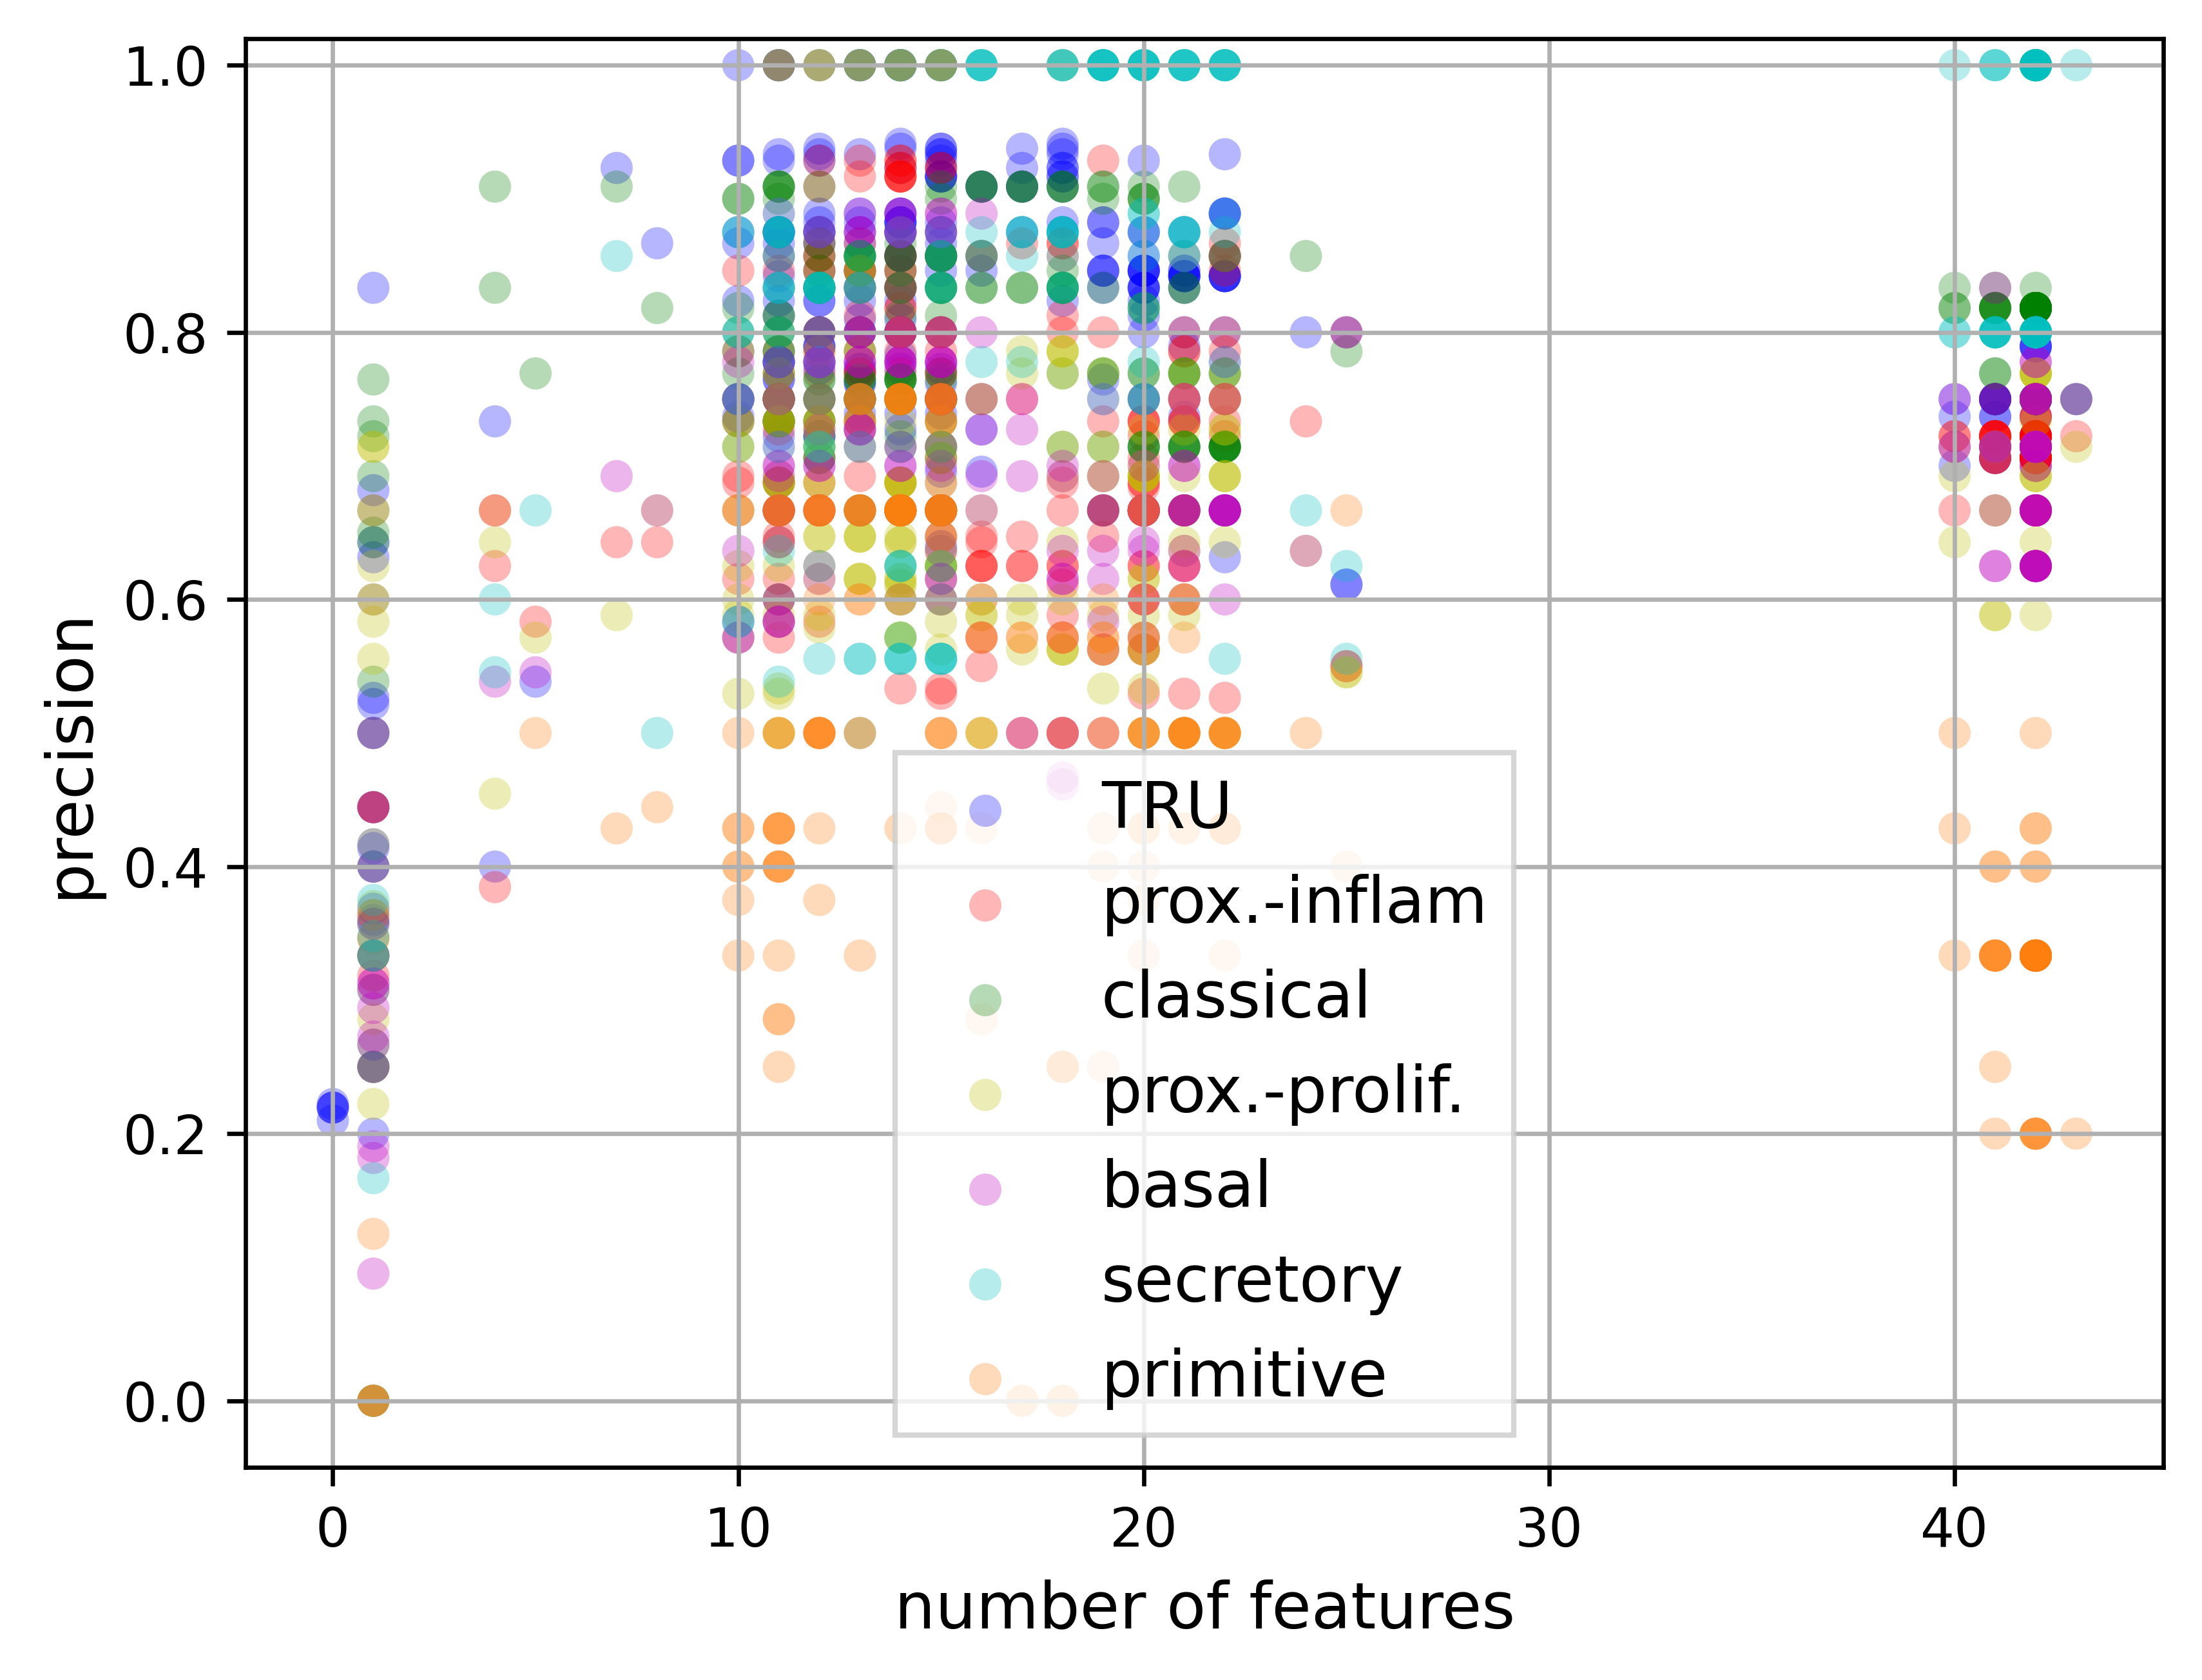 1.0
0.8
0.6
0.4
0.2
0.0
precision
TRU
prox.-inflam
classical
prox.-prolif.
basal
secretory
primitive
0 10 20 30 40
number of features